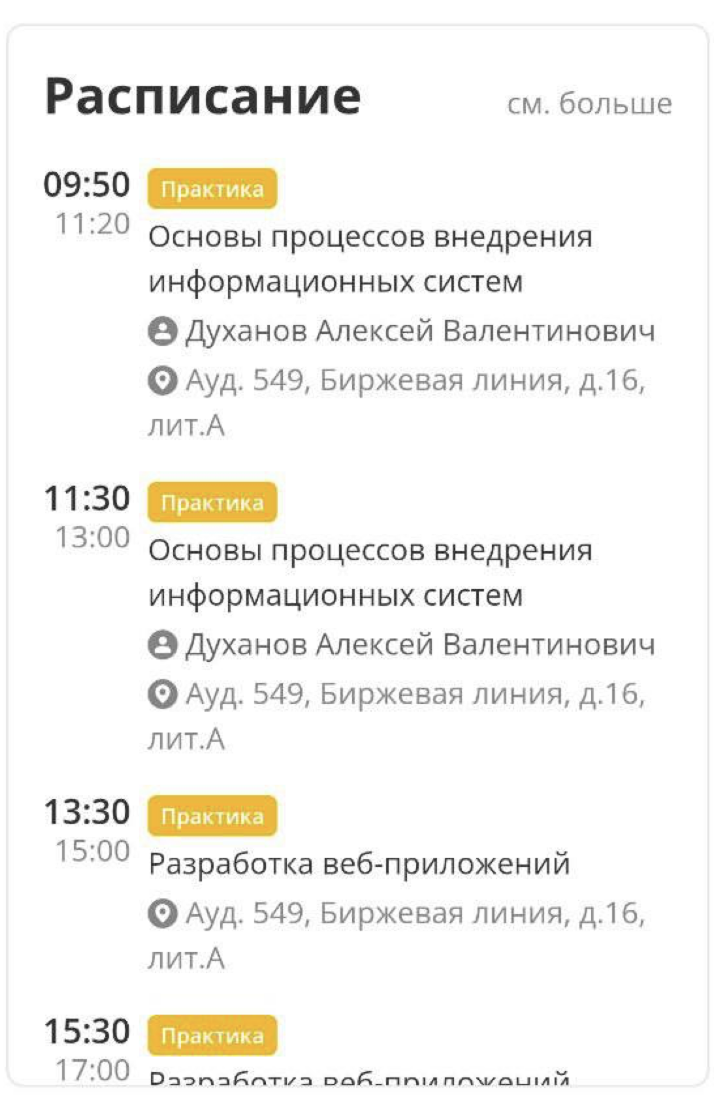 Расписание
см. больше
09:50 Практика
11:20
Основы процессов внедрения
информационных систем
Духанов Алексей Валентинович
Ауд. 549, Биржевая линия, д.16,
лит.А
11:30 Практика
13:00
Основы процессов внедрения
информационных систем
Духанов Алексей Валентинович
Ауд. 549, Биржевая линия, д.16,
лит.А
13:30 Практика
15:00
Разработка веб-приложений
Ауд. 549, Биржевая линия, д.16,
лит.А
15:30 Практика
17:00
Разработка веб-приложений